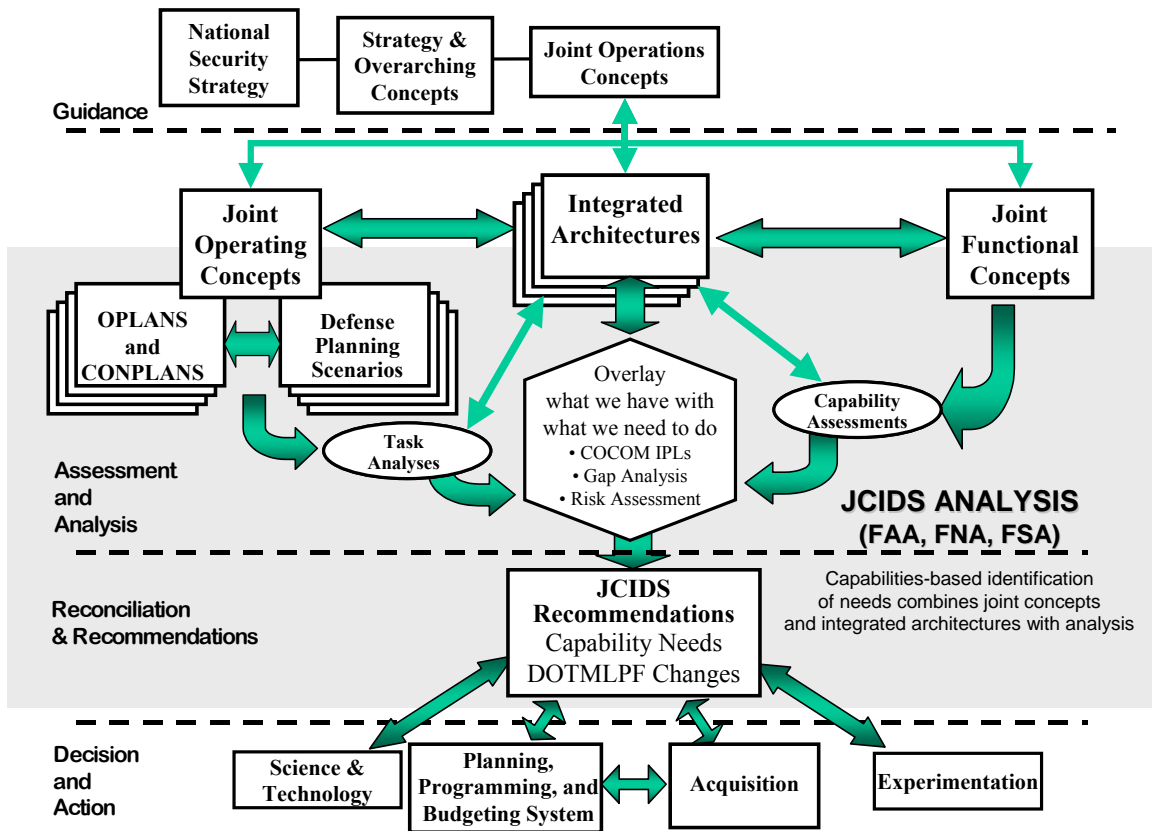 National
Security
Strategy
Strategy &
Overarching
Concepts
Joint Operations
Concepts
Guidance
Joint
Operating
Concepts
Integrated
Architectures
Joint
Functional
Concepts
OPLANS
and
CONPLANS
Defense
Planning
Scenarios
Overlay
what we have with
what we need to do
• COCOM IPLs
• Gap Analysis
• Risk Assessment
Capability
Assessments
Task
Analyses
Assessment
and
Analysis
JCIDS ANALYSIS
(FAA, FNA, FSA)
Capabilities-based identification
of needs combines joint concepts
and integrated architectures with analysis
Reconciliation
& Recommendations
JCIDS
Recommendations
Capability Needs
DOTMLPF Changes
Decision
and
Action
Science &
Technology
Planning,
Programming, and
Budgeting System
Acquisition
Experimentation